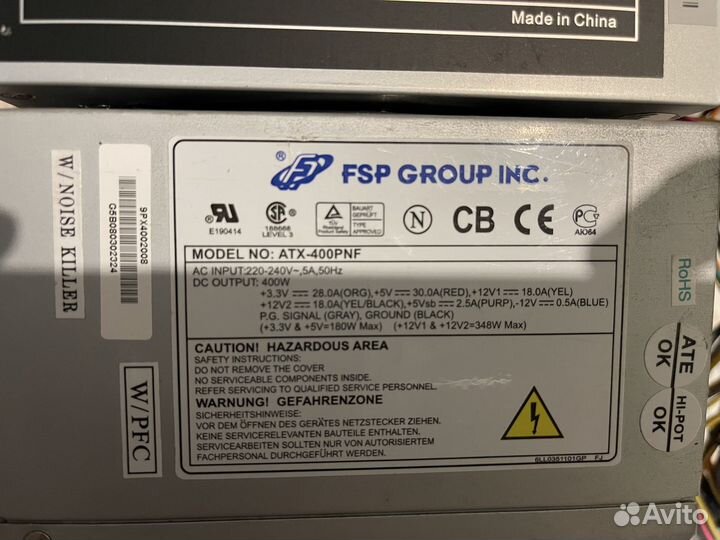 Made in China
FSP GROUP INC.
E190414
188668
LEVEL 3
BAUART
GEPRÜFT
N
CB
CE
АЮ64
MODEL NO: ATX-400PNF
AC INPUT:220-240V~,5A,50Hz
DC OUTPUT: 400W
+3.3V 28.0A(ORG),+5V 30.0A(RED),+12V1 18.0A(YEL)
+12V2 18.0A(YEL/BLACK),+5Vsb 2.5A(PURP),-12V 0.5A(BLUE)
P.G. SIGNAL (GRAY), GROUND (BLACK)
(+3.3V & +5V=180W Max) (+12V1 & +12V2=348W Max)
CAUTION! HAZARDOUS AREA
SAFETY INSTRUCTIONS:
DO NOT REMOVE THE COVER
NO SERVICEABLE COMPONENTS INSIDE.
REFER SERVICING TO QUALIFIED SERVICE PERSONNEL.
WARNUNG! GEFAHRENZONE
SICHERHEITSHINWEISE:
VOR DEM ÖFFNEN DES GERÄTES NETZSTECKER ZIEHEN.
KEINE SERVICERELEVANTEN BAUTEILE ENTHALTEN.
SERVICEARBEITEN SOLLTEN NUR VON AUTORISIERTEM
FACHPERSONAL DURCHGEFÜHRT WERDEN.
6LL0351101GP FJ
W/NOISE KILLER
9PX4002008
G5B080302324
W/PFC
RoHS
ATE
OK
HI-POT
OK
Avito